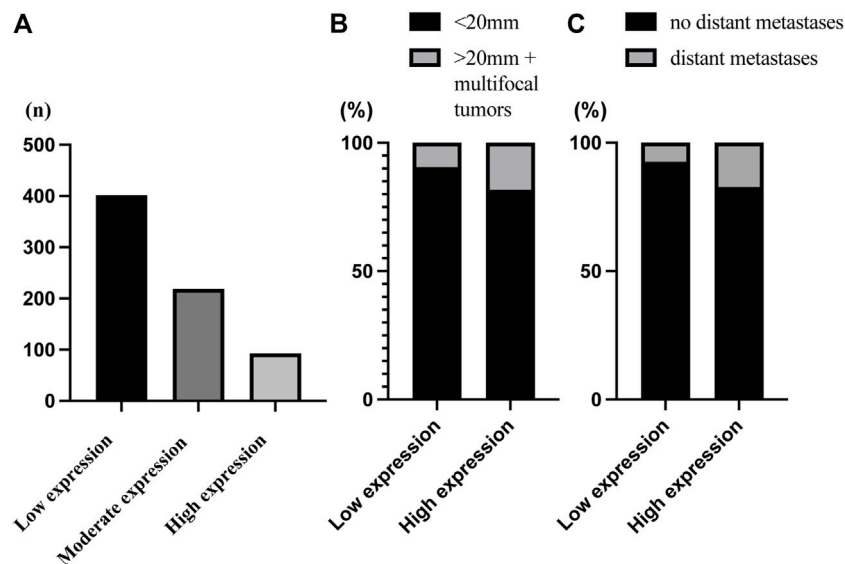 A
(n)
500
400
300
200
100
0
Low expression
Moderate expression
High expression
B
<20mm
>20mm +
multifocal
tumors
(%)
100
50
0
Low expression
High expression
C
no distant metastases
distant metastases
(%)
100
50
0
Low expression
High expression